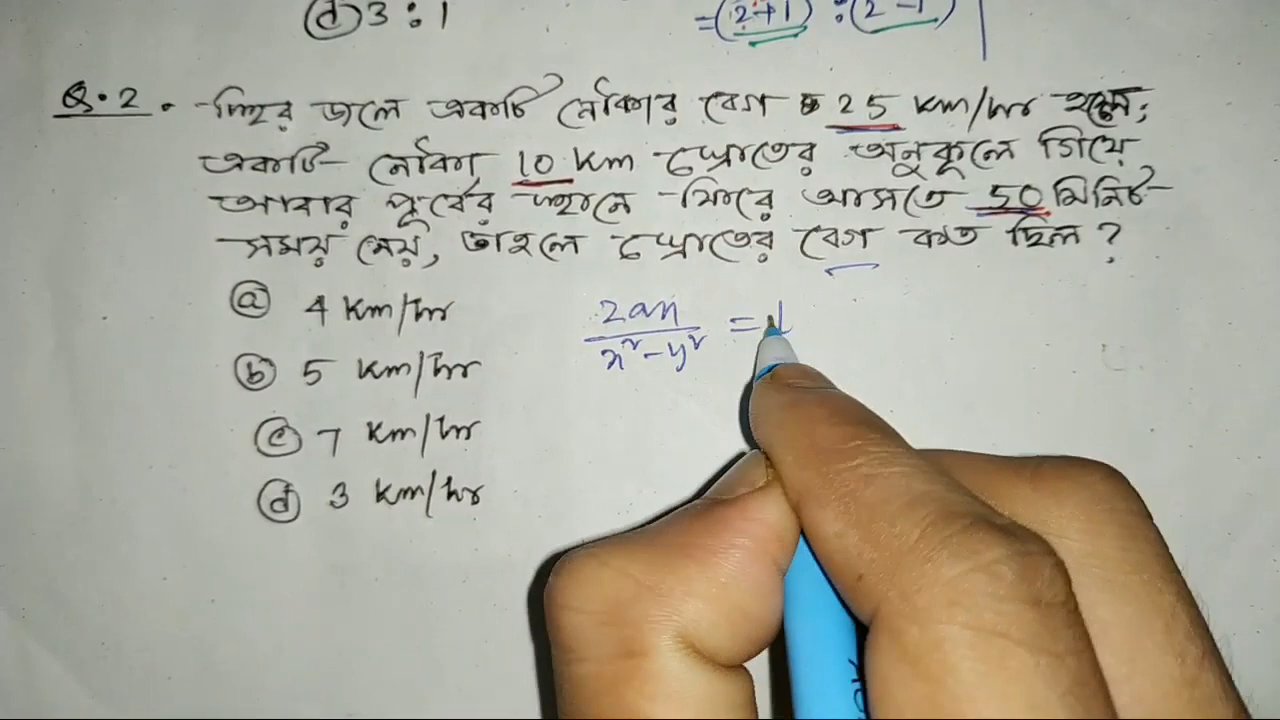 (d) 3 : 1
=(2+1) : (2-1)
Q.2. স্থির জলে একটি নৌকার বেগ 25 km/hr হলে,
একটি নৌকা 10 km স্রোতের অনুকূলে গিয়ে
আবার পূর্বের স্থানে ফিরে আসতে 50 মিনিট
সময় নেয়, তাহলে স্রোতের বেগ কত ছিল ?
(a) 4 km/hr
(b) 5 km/hr
(c) 7 km/hr
(d) 3 km/hr
2ax / x² - y² =